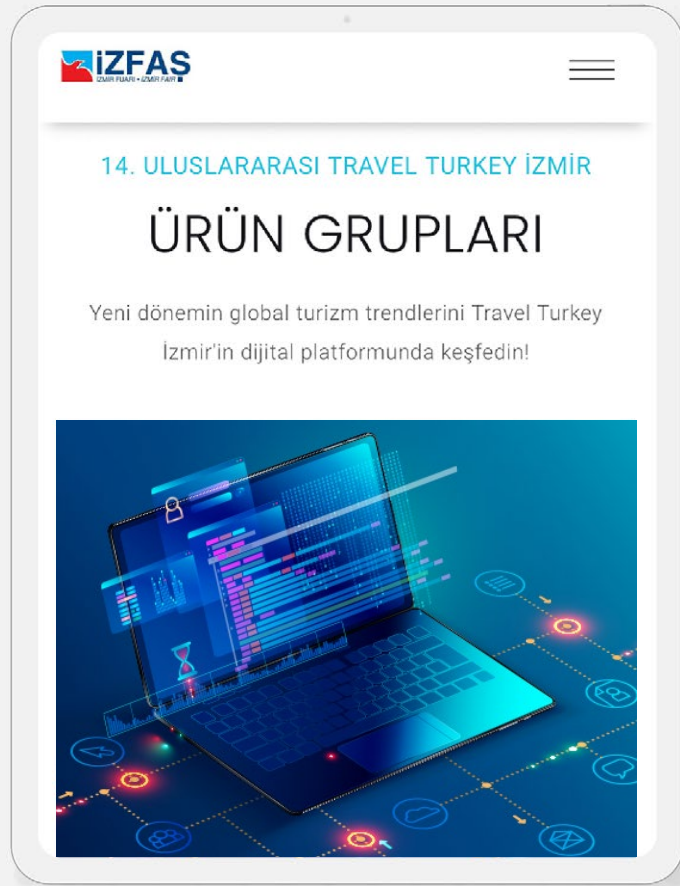 İZFAŞ
İZMİR FUARI • İZMİR FAIR
14. ULUSLARARASI TRAVEL TURKEY İZMİR
ÜRÜN GRUPLARI
Yeni dönemin global turizm trendlerini Travel Turkey
İzmir'in dijital platformunda keşfedin!